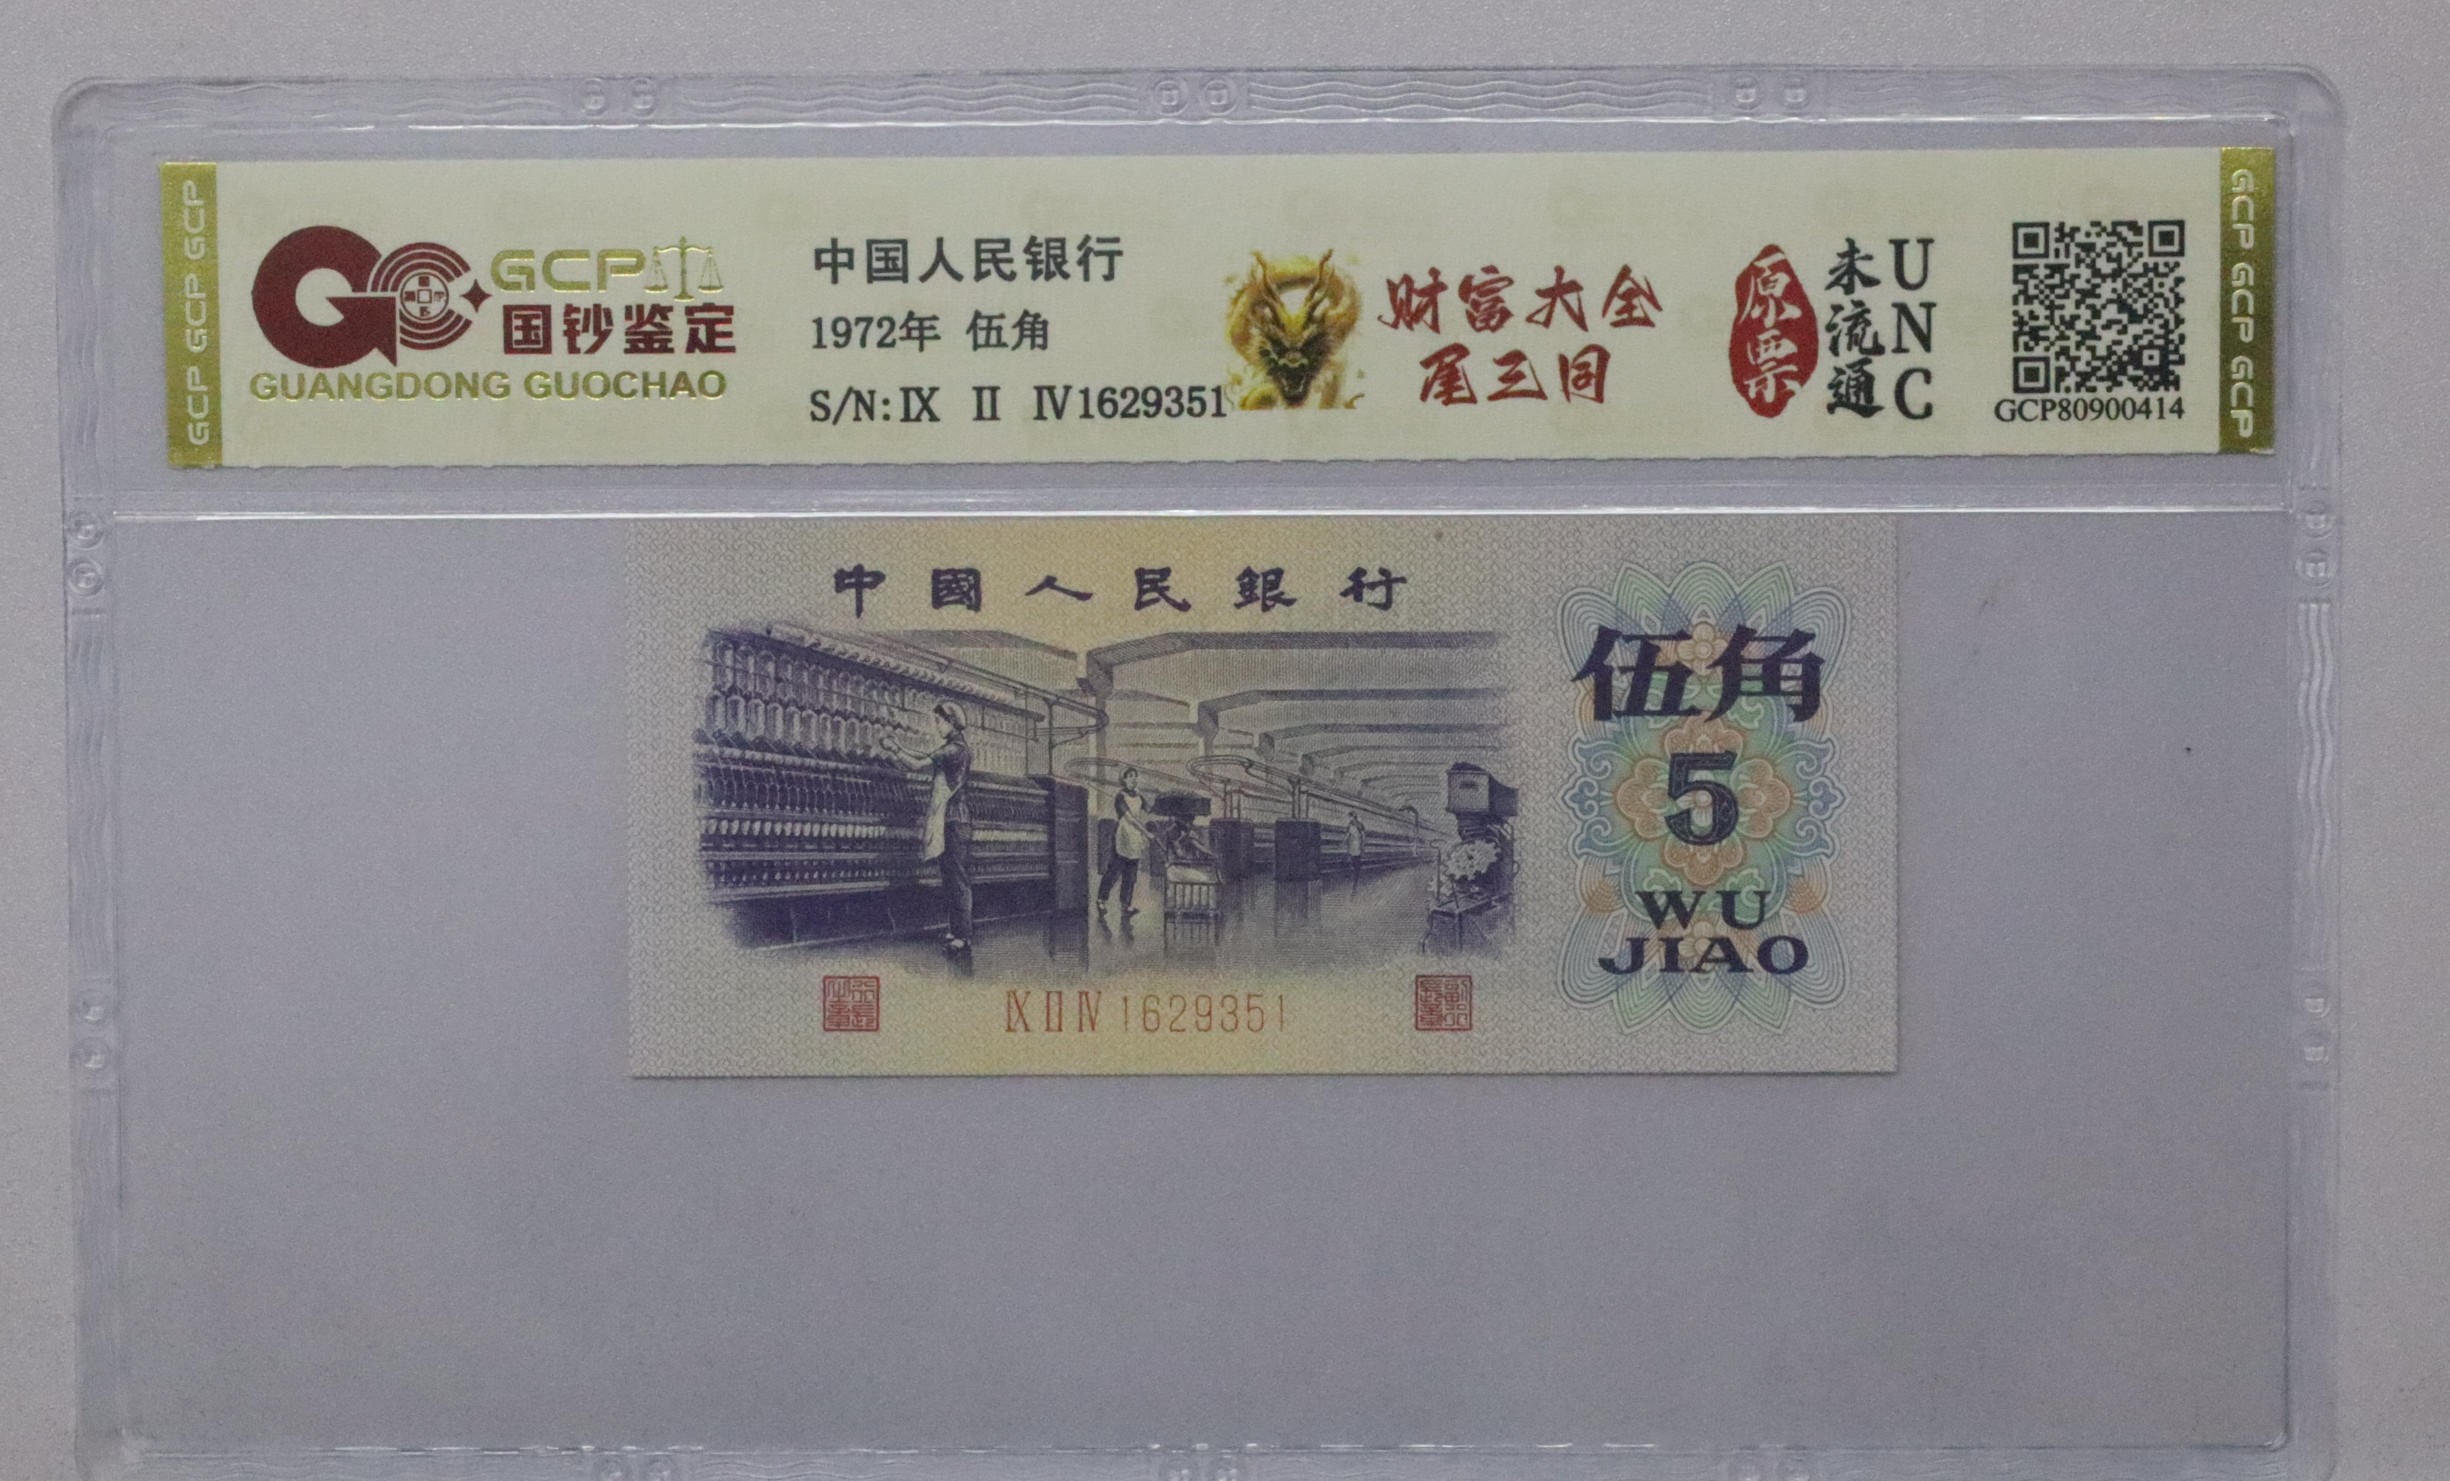 GCP GCP GCP
GCP
国钞鉴定
GUANGDONG GUOCHAO
中国人民银行
1972年 伍角
S/N: IX II IV1629351
财富大全
尾三同
原票
未流通
UNC
GCP80900414
GCP GCP GCP
中國人民銀行
伍角
5
WU
JIAO
IX II IV 1629351